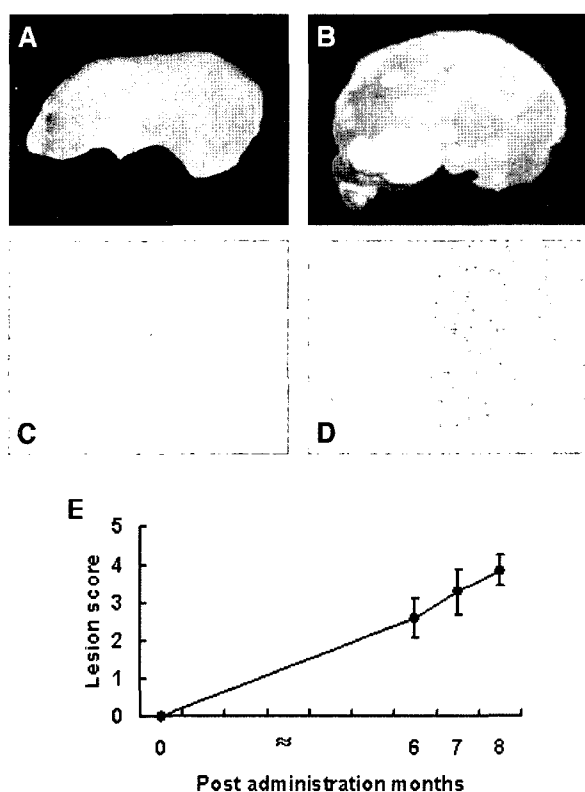 A
B
C
D
E
5
4
3
2
1
0
Lesion score
0 ≈ 6 7 8
Post administration months